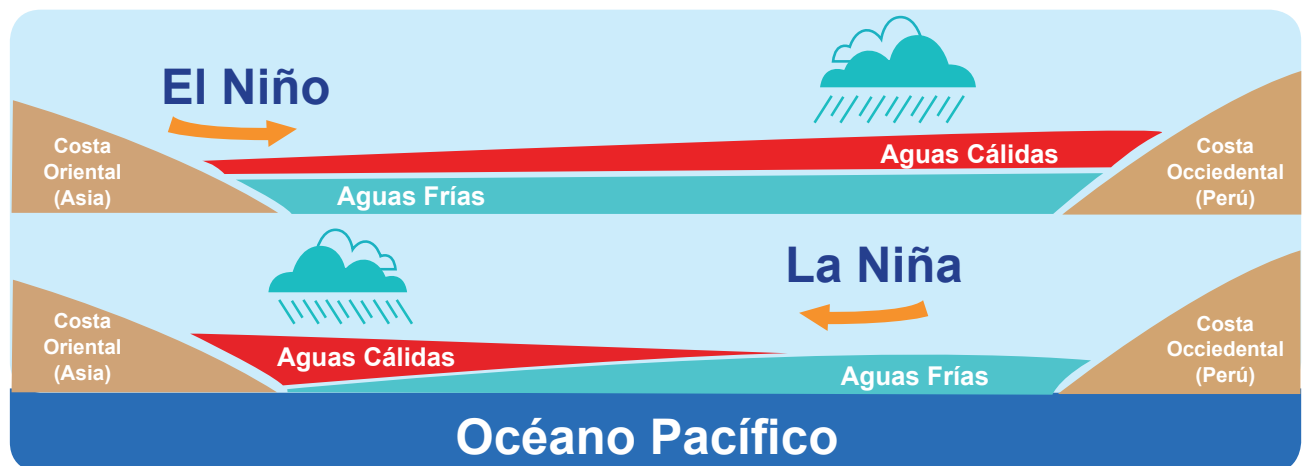 El Niño
Costa
Oriental
(Asia)
Aguas Cálidas
Aguas Frías
Costa
Occiedental
(Perú)
La Niña
Costa
Oriental
(Asia)
Aguas Cálidas
Aguas Frías
Costa
Occiedental
(Perú)
Océano Pacífico